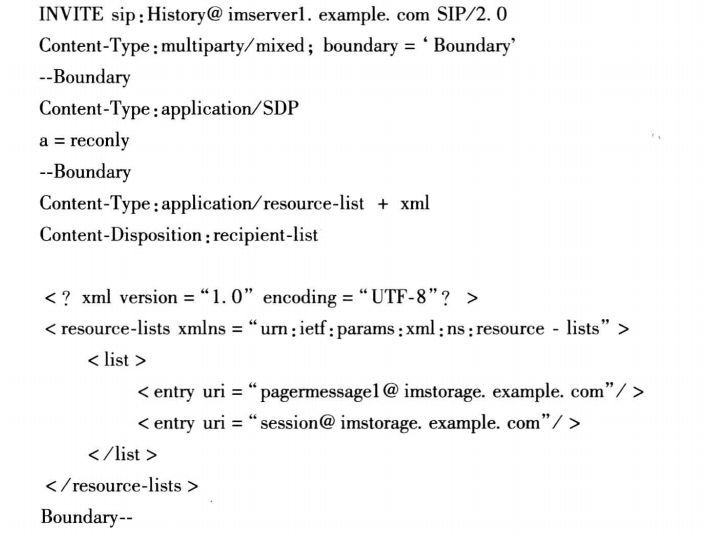 INVITE sip:History@ imserver1. example. com SIP/2. 0
Content-Type:multiparty/mixed; boundary = ‘ Boundary’
--Boundary
Content-Type:application/SDP
a = reconly
--Boundary
Content-Type:application/resource-list + xml
Content-Disposition:recipient-list
< ? xml version = “1. 0” encoding = “UTF-8”? >
< resource-lists xmlns = “urn:ietf:params:xml:ns:resource - lists” >
< list >
< entry uri = “pagermessage1@ imstorage. example. com”/ >
< entry uri = “session@ imstorage. example. com”/ >
< /list >
< /resource-lists >
Boundary--